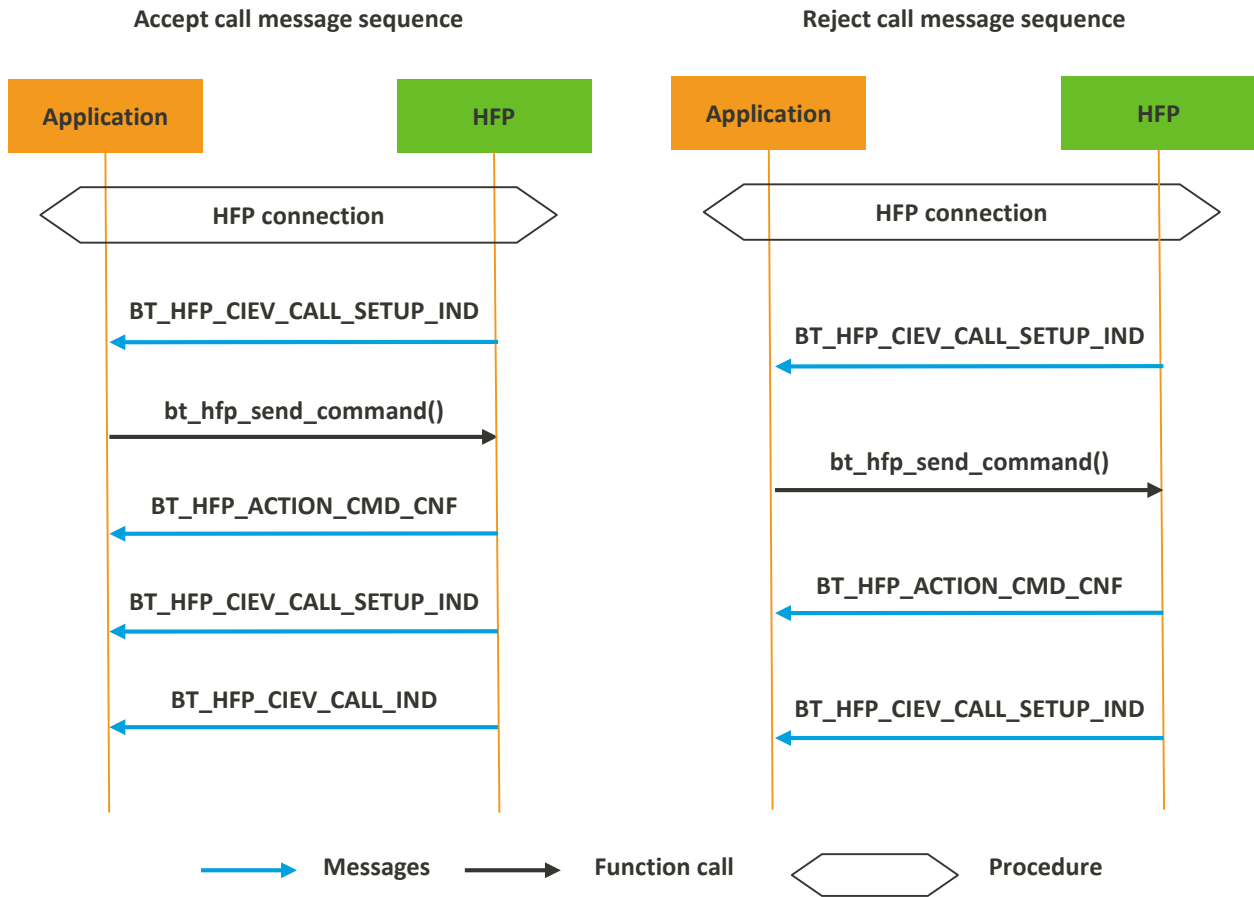 Accept call message sequence
Application
HFP
HFP connection
BT_HFP_CIEV_CALL_SETUP_IND
bt_hfp_send_command()
BT_HFP_ACTION_CMD_CNF
BT_HFP_CIEV_CALL_SETUP_IND
BT_HFP_CIEV_CALL_IND
Reject call message sequence
Application
HFP
HFP connection
BT_HFP_CIEV_CALL_SETUP_IND
bt_hfp_send_command()
BT_HFP_ACTION_CMD_CNF
BT_HFP_CIEV_CALL_SETUP_IND
Messages
Function call
Procedure